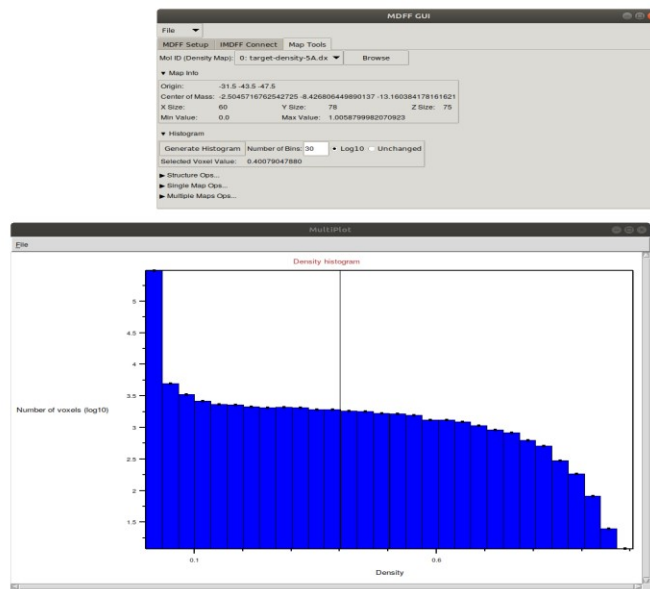 MDFF GUI
File
MDFF Setup IMDFF Connect Map Tools
Mol ID (Density Map): 0: target-density-5A.dx Browse
Map Info
Origin: -31.5 -43.5 -47.5
Center of Mass: -2.5045716762542725 -8.426806449890137 -13.160384178161621
X Size: 60 Y Size: 78 Z Size: 75
Min Value: 0.0 Max Value: 1.0058799982070923
Histogram
Generate Histogram Number of Bins: 30 Log10 Unchanged
Selected Voxel Value: 0.40079047880
Structure Ops...
Single Map Ops...
Multiple Maps Ops...
MultiPlot
File
Density histogram
5
4.5
4
3.5
Number of voxels (log10)
3
2.5
2
1.5
0.1 0.6
Density